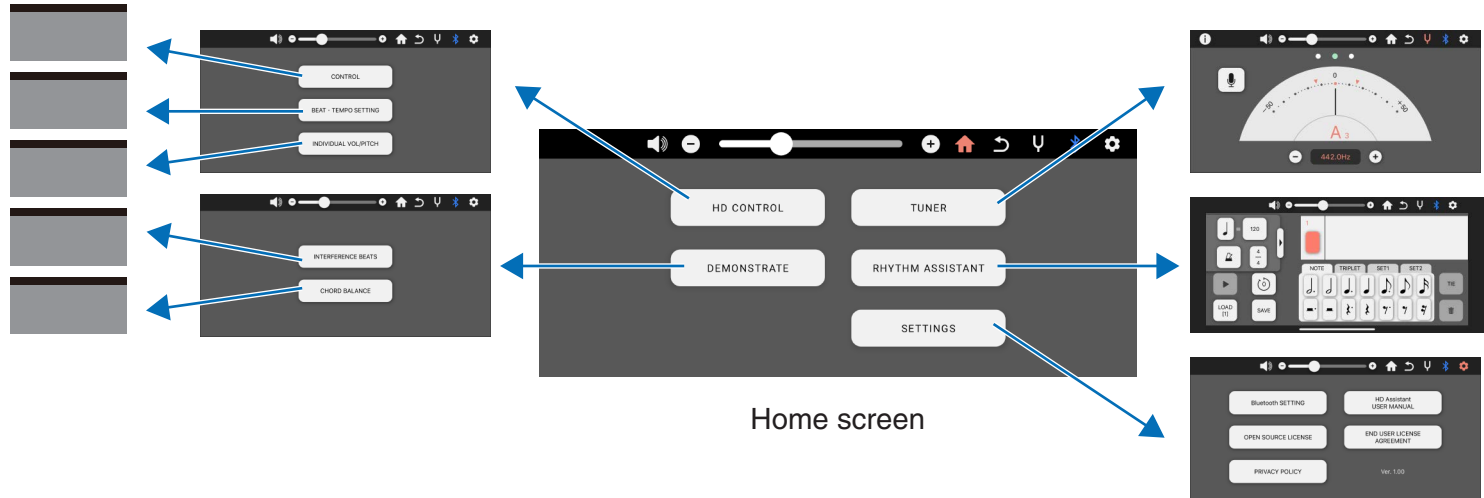 CONTROL
BEAT - TEMPO SETTING
INDIVIDUAL VOL/PITCH
INTERFERENCE BEATS
CHORD BALANCE
HD CONTROL
TUNER
DEMONSTRATE
RHYTHM ASSISTANT
SETTINGS
Home screen
0
-50
+50
A 3
442.0Hz
= 120
1
4
4
NOTE TRIPLET SET1 SET2
0
TIE
LOAD
[1]
SAVE
Bluetooth SETTING
HD Assistant
USER MANUAL
OPEN SOURCE LICENSE
END USER LICENSE
AGREEMENT
PRIVACY POLICY
Ver. 1.00